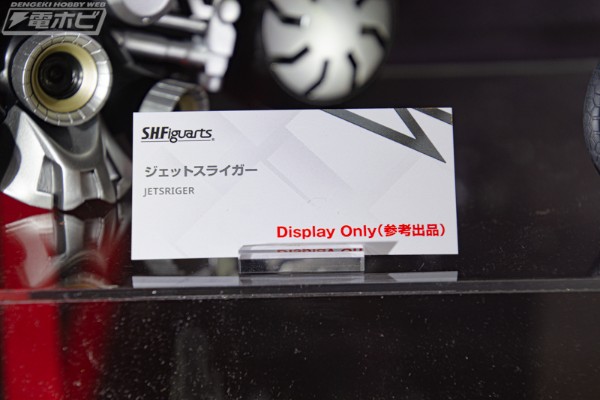 DENGEKI HOBBY WEB
電ホビ
S.H.Figuarts
ジェットスライガー
JETSRIGER
Display Only(参考出品)